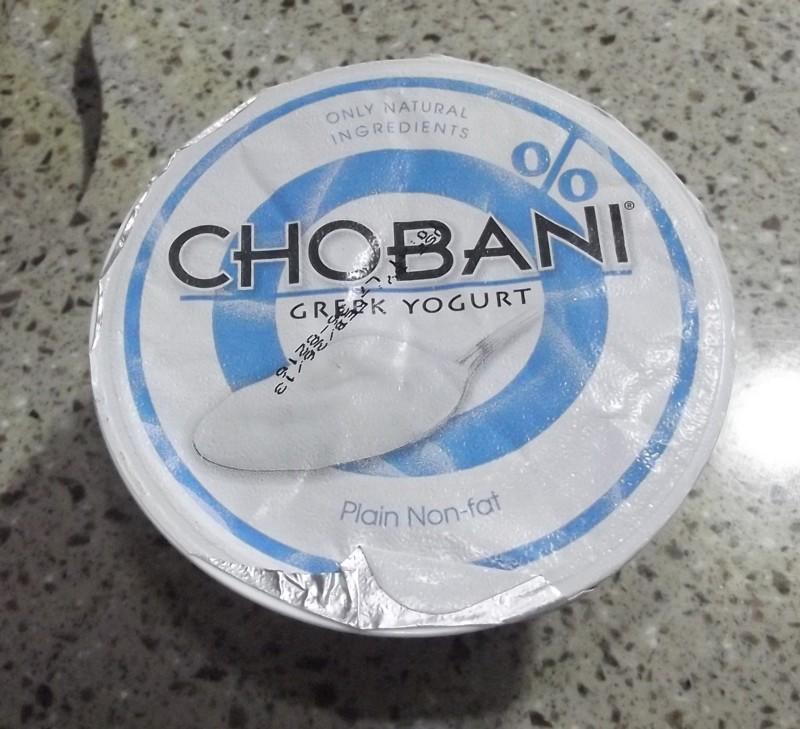 ONLY NATURAL
INGREDIENTS
0%
CHOBANI®
GREEK YOGURT
Plain Non-fat